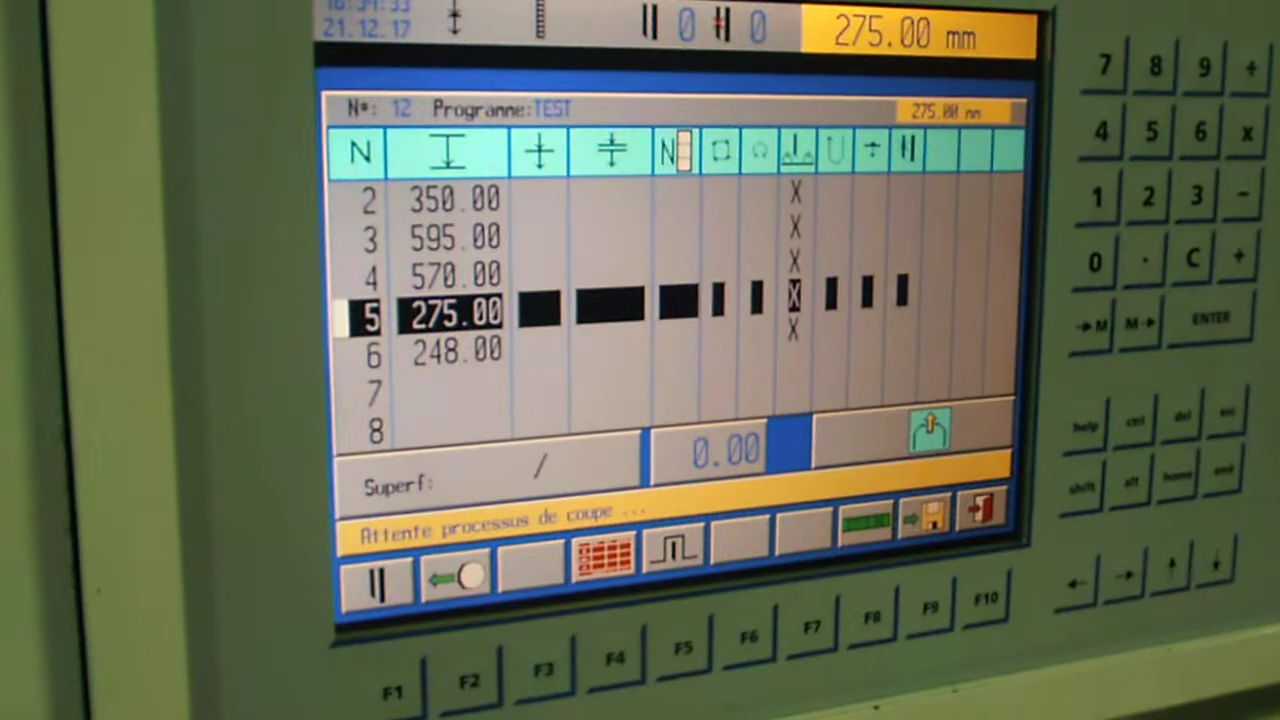 21.12.17
0 0
275.00 mm
N°: 12 Programme:TEST 275.00 mm
N N
2 350.00 X
3 595.00 X
4 570.00 X
5 275.00 X
6 248.00 X
7
8
Superf: / 0.00
Attente processus de coupe ...
F1 F2 F3 F4 F5 F6 F7 F8 F9 F10
7 8 9 +
4 5 6 x
1 2 3 -
0 . C +
→M M→ ENTER
help ctrl del esc
shift alt home end
← → ↑ ↓